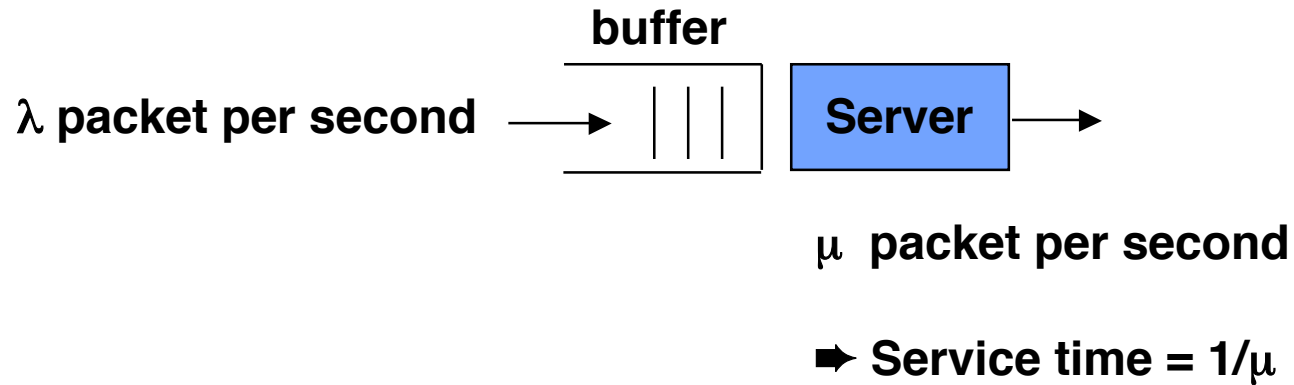 buffer
λ packet per second
Server
μ packet per second
➨ Service time = 1/μ